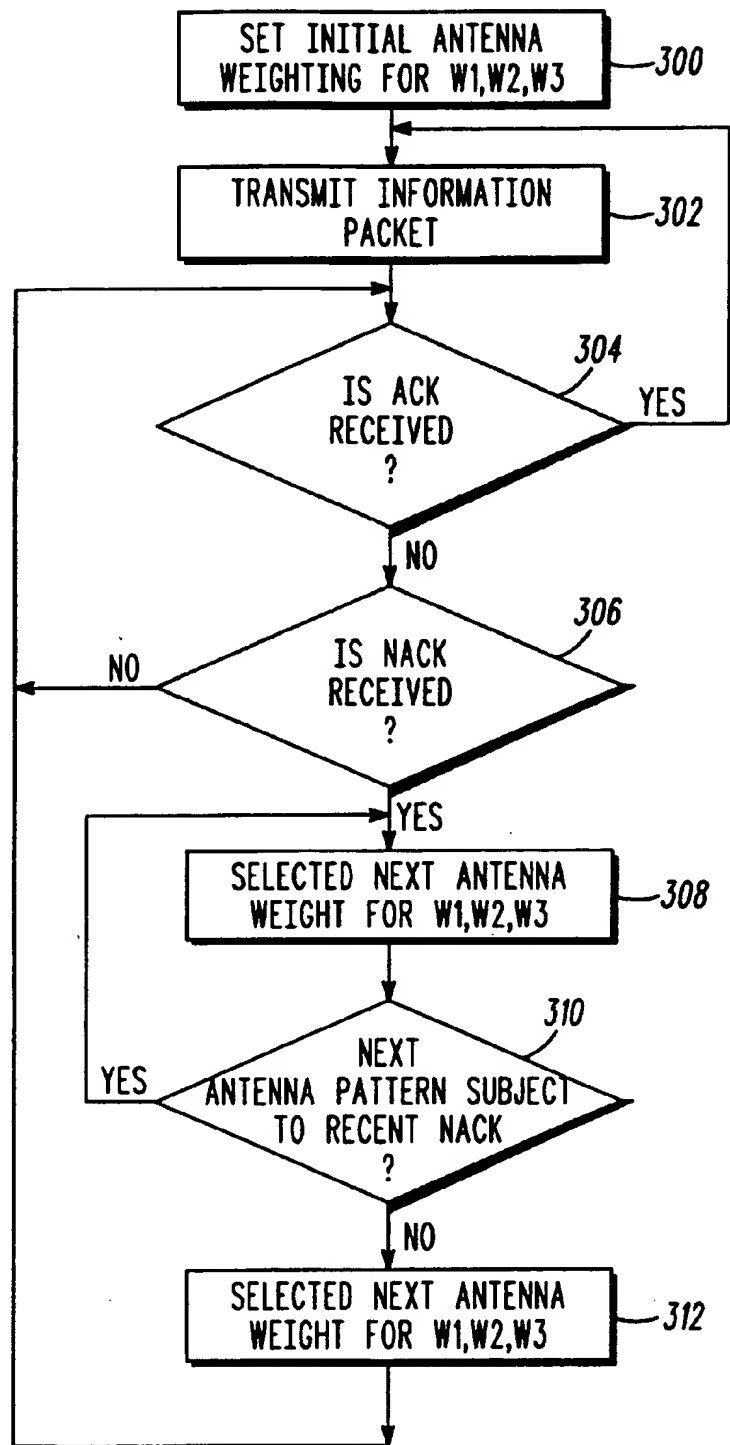 SET INITIAL ANTENNA
WEIGHTING FOR W1,W2,W3
300
TRANSMIT INFORMATION
PACKET
302
304
IS ACK
RECEIVED
?
YES
NO
306
IS NACK
RECEIVED
?
NO
YES
SELECTED NEXT ANTENNA
WEIGHT FOR W1,W2,W3
308
310
NEXT
ANTENNA PATTERN SUBJECT
TO RECENT NACK
?
YES
NO
SELECTED NEXT ANTENNA
WEIGHT FOR W1,W2,W3
312